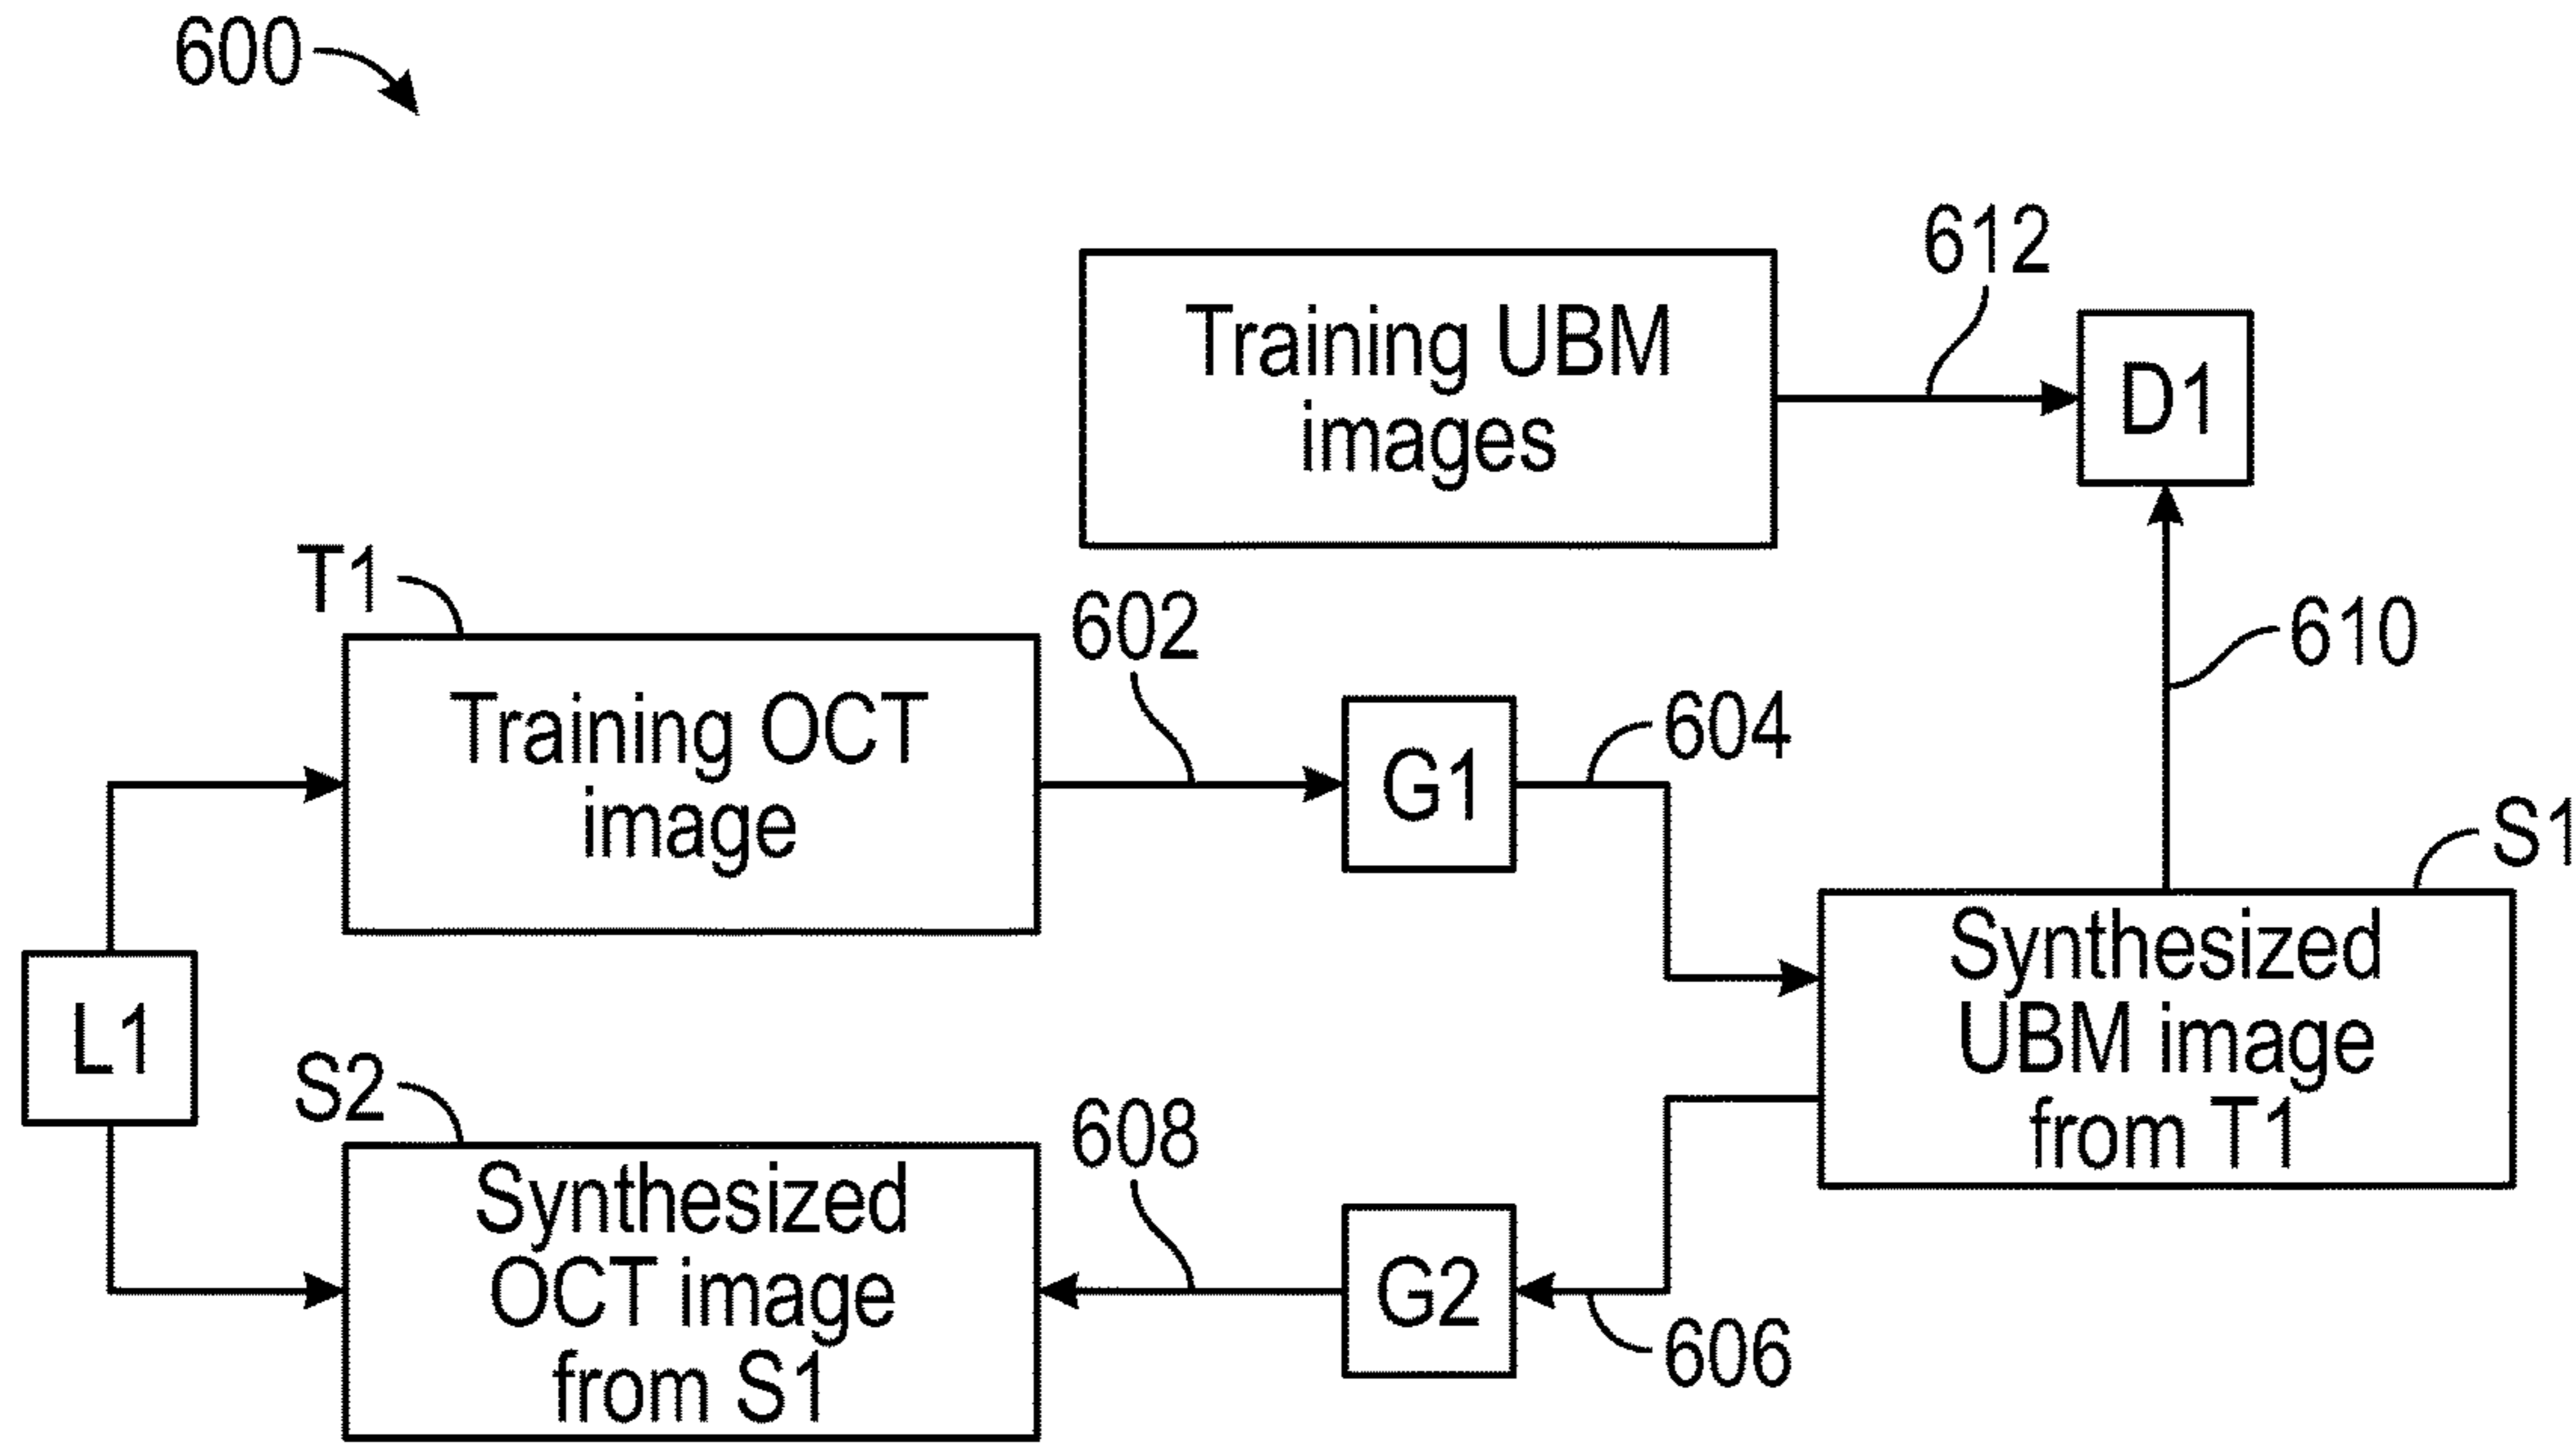 600
612
Training UBM
images
D1
T1
602
610
Training OCT
image
G1
604
S1
L1
Synthesized
UBM image
from T1
S2
608
Synthesized
OCT image
from S1
G2
606